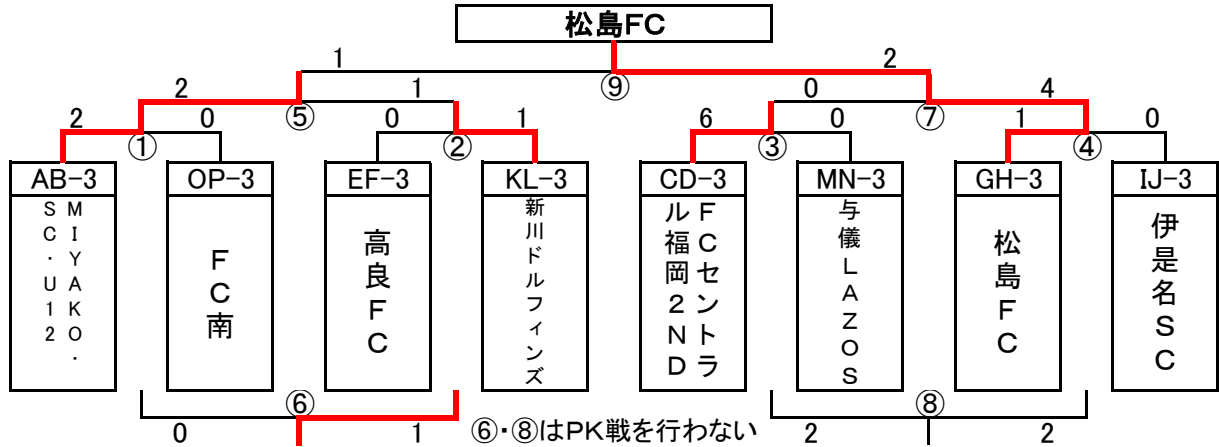 松島FC
1 2
⑨
2 1 0 4
⑤ ⑦
2 0 0 1 6 0 1 0
① ② ③ ④
AB-3 OP-3 EF-3 KL-3 CD-3 MN-3 GH-3 IJ-3
MIYAKO・
SC・U12
FC南
高良FC
新川ドルフィンズ
FCセントラ
ル福岡2ND
与儀LAZOS
松島FC
伊是名SC
⑥ ⑧
0 1 ⑥・⑧はPK戦を行わない 2 2